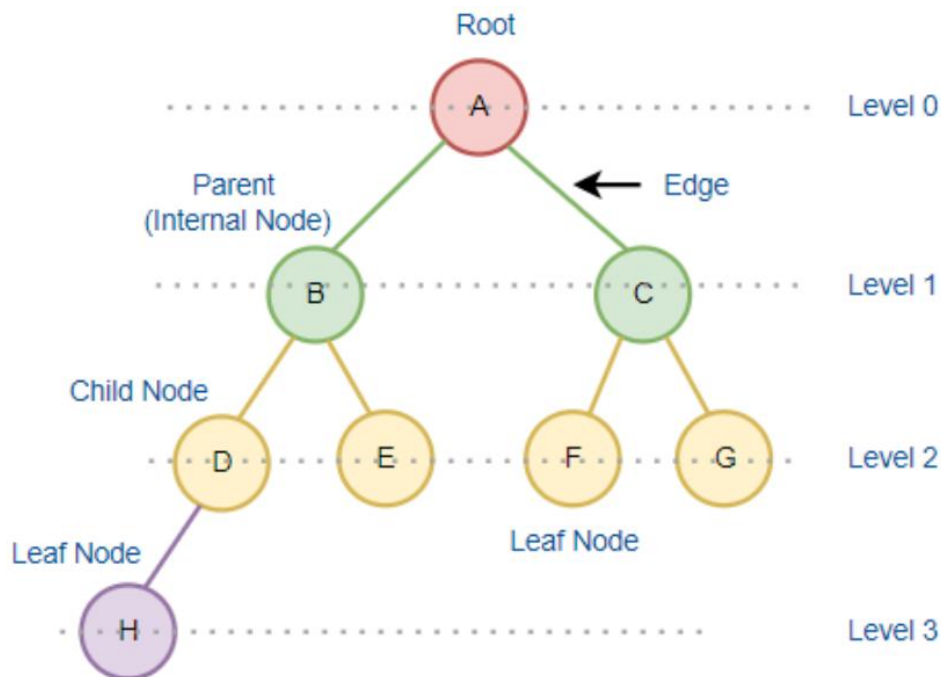 Root
A
Level 0
Parent
(Internal Node)
Edge
B
C
Level 1
Child Node
D
E
F
G
Level 2
Leaf Node
Leaf Node
H
Level 3